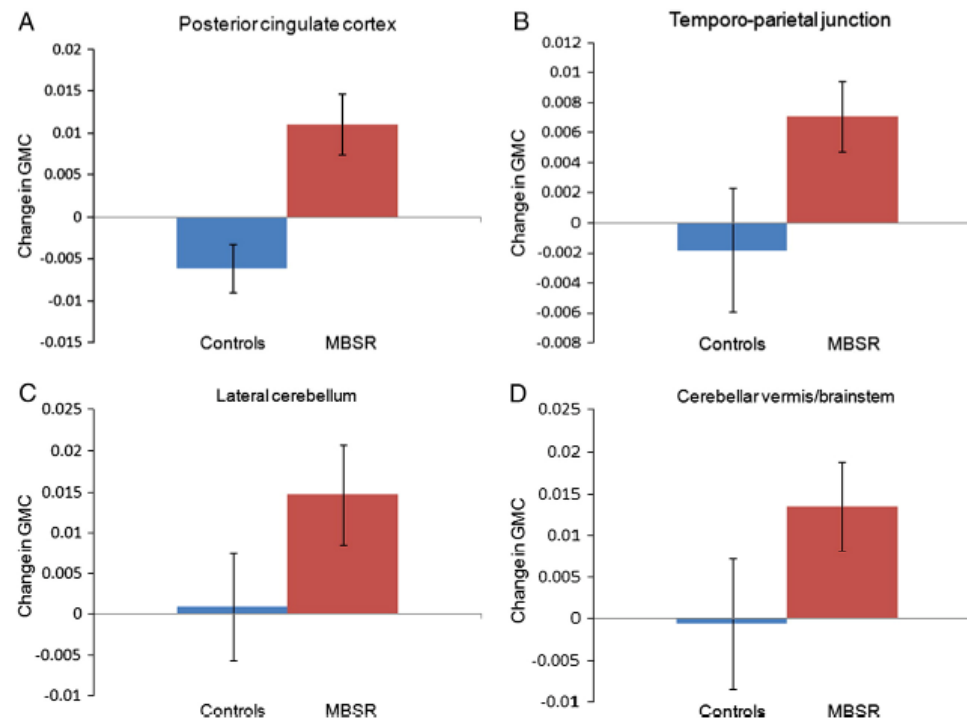 A
Posterior cingulate cortex
0.02
0.015
0.01
0.005
0
-0.005
-0.01
-0.015
Change in GMC
Controls MBSR
B
Temporo-parietal junction
0.012
0.01
0.008
0.006
0.004
0.002
0
-0.002
-0.004
-0.006
-0.008
Change in GMC
Controls MBSR
C
Lateral cerebellum
0.025
0.02
0.015
0.01
0.005
0
-0.005
-0.01
Change in GMC
Controls MBSR
D
Cerebellar vermis/brainstem
0.025
0.02
0.015
0.01
0.005
0
-0.005
-0.01
Change in GMC
Controls MBSR